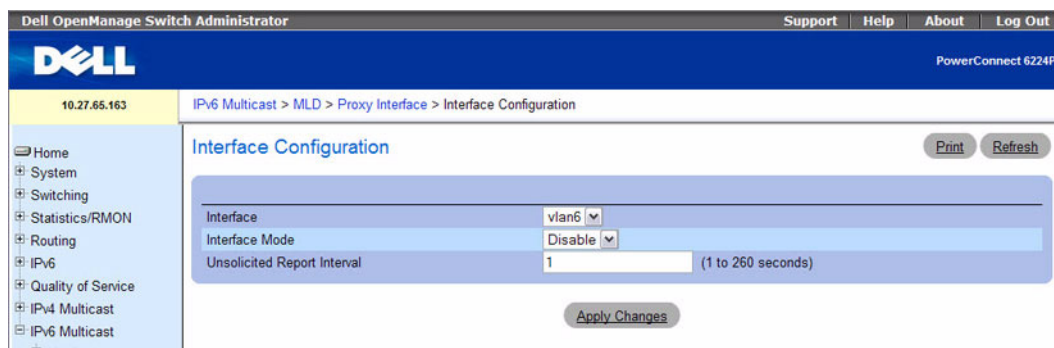 Dell OpenManage Switch Administrator Support Help About Log Out
DELL
PowerConnect 6224P
10.27.65.163
IPv6 Multicast > MLD > Proxy Interface > Interface Configuration
Home
System
Switching
Statistics/RMON
Routing
IPv6
Quality of Service
IPv4 Multicast
IPv6 Multicast
Interface Configuration
Print Refresh
Interface vlan6
Interface Mode Disable
Unsolicited Report Interval 1 (1 to 260 seconds)
Apply Changes